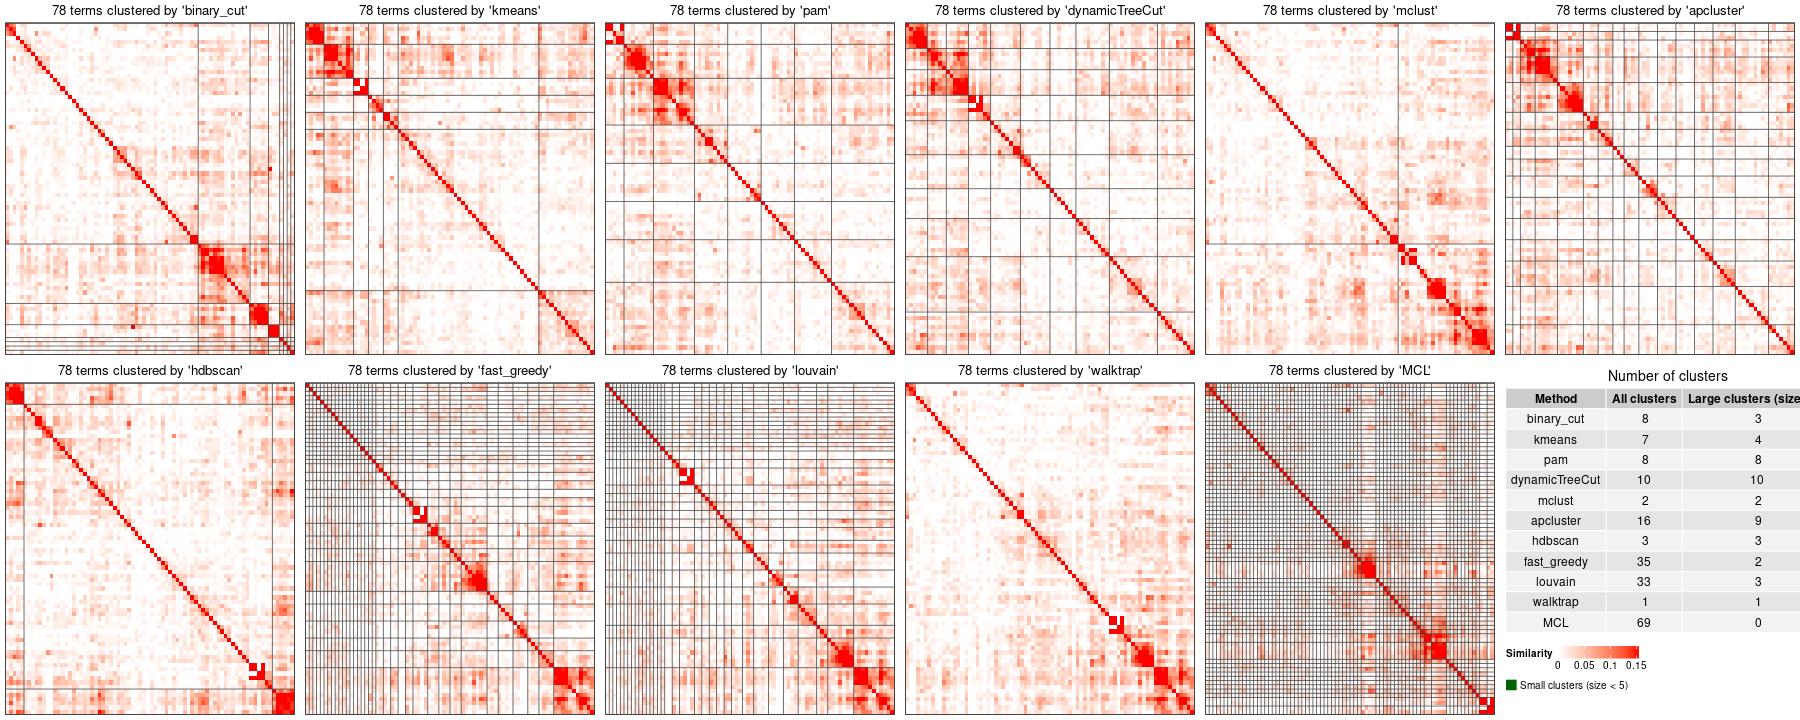 78 terms clustered by 'binary_cut'
78 terms clustered by 'kmeans'
78 terms clustered by 'pam'
78 terms clustered by 'dynamicTreeCut'
78 terms clustered by 'mclust'
78 terms clustered by 'apcluster'
78 terms clustered by 'hdbscan'
78 terms clustered by 'fast_greedy'
78 terms clustered by 'louvain'
78 terms clustered by 'walktrap'
78 terms clustered by 'MCL'
Number of clusters
Method All clusters Large clusters (size
binary_cut 8 3
kmeans 7 4
pam 8 8
dynamicTreeCut 10 10
mclust 2 2
apcluster 16 9
hdbscan 3 3
fast_greedy 35 2
louvain 33 3
walktrap 1 1
MCL 69 0
Similarity
0 0.05 0.1 0.15
Small clusters (size < 5)